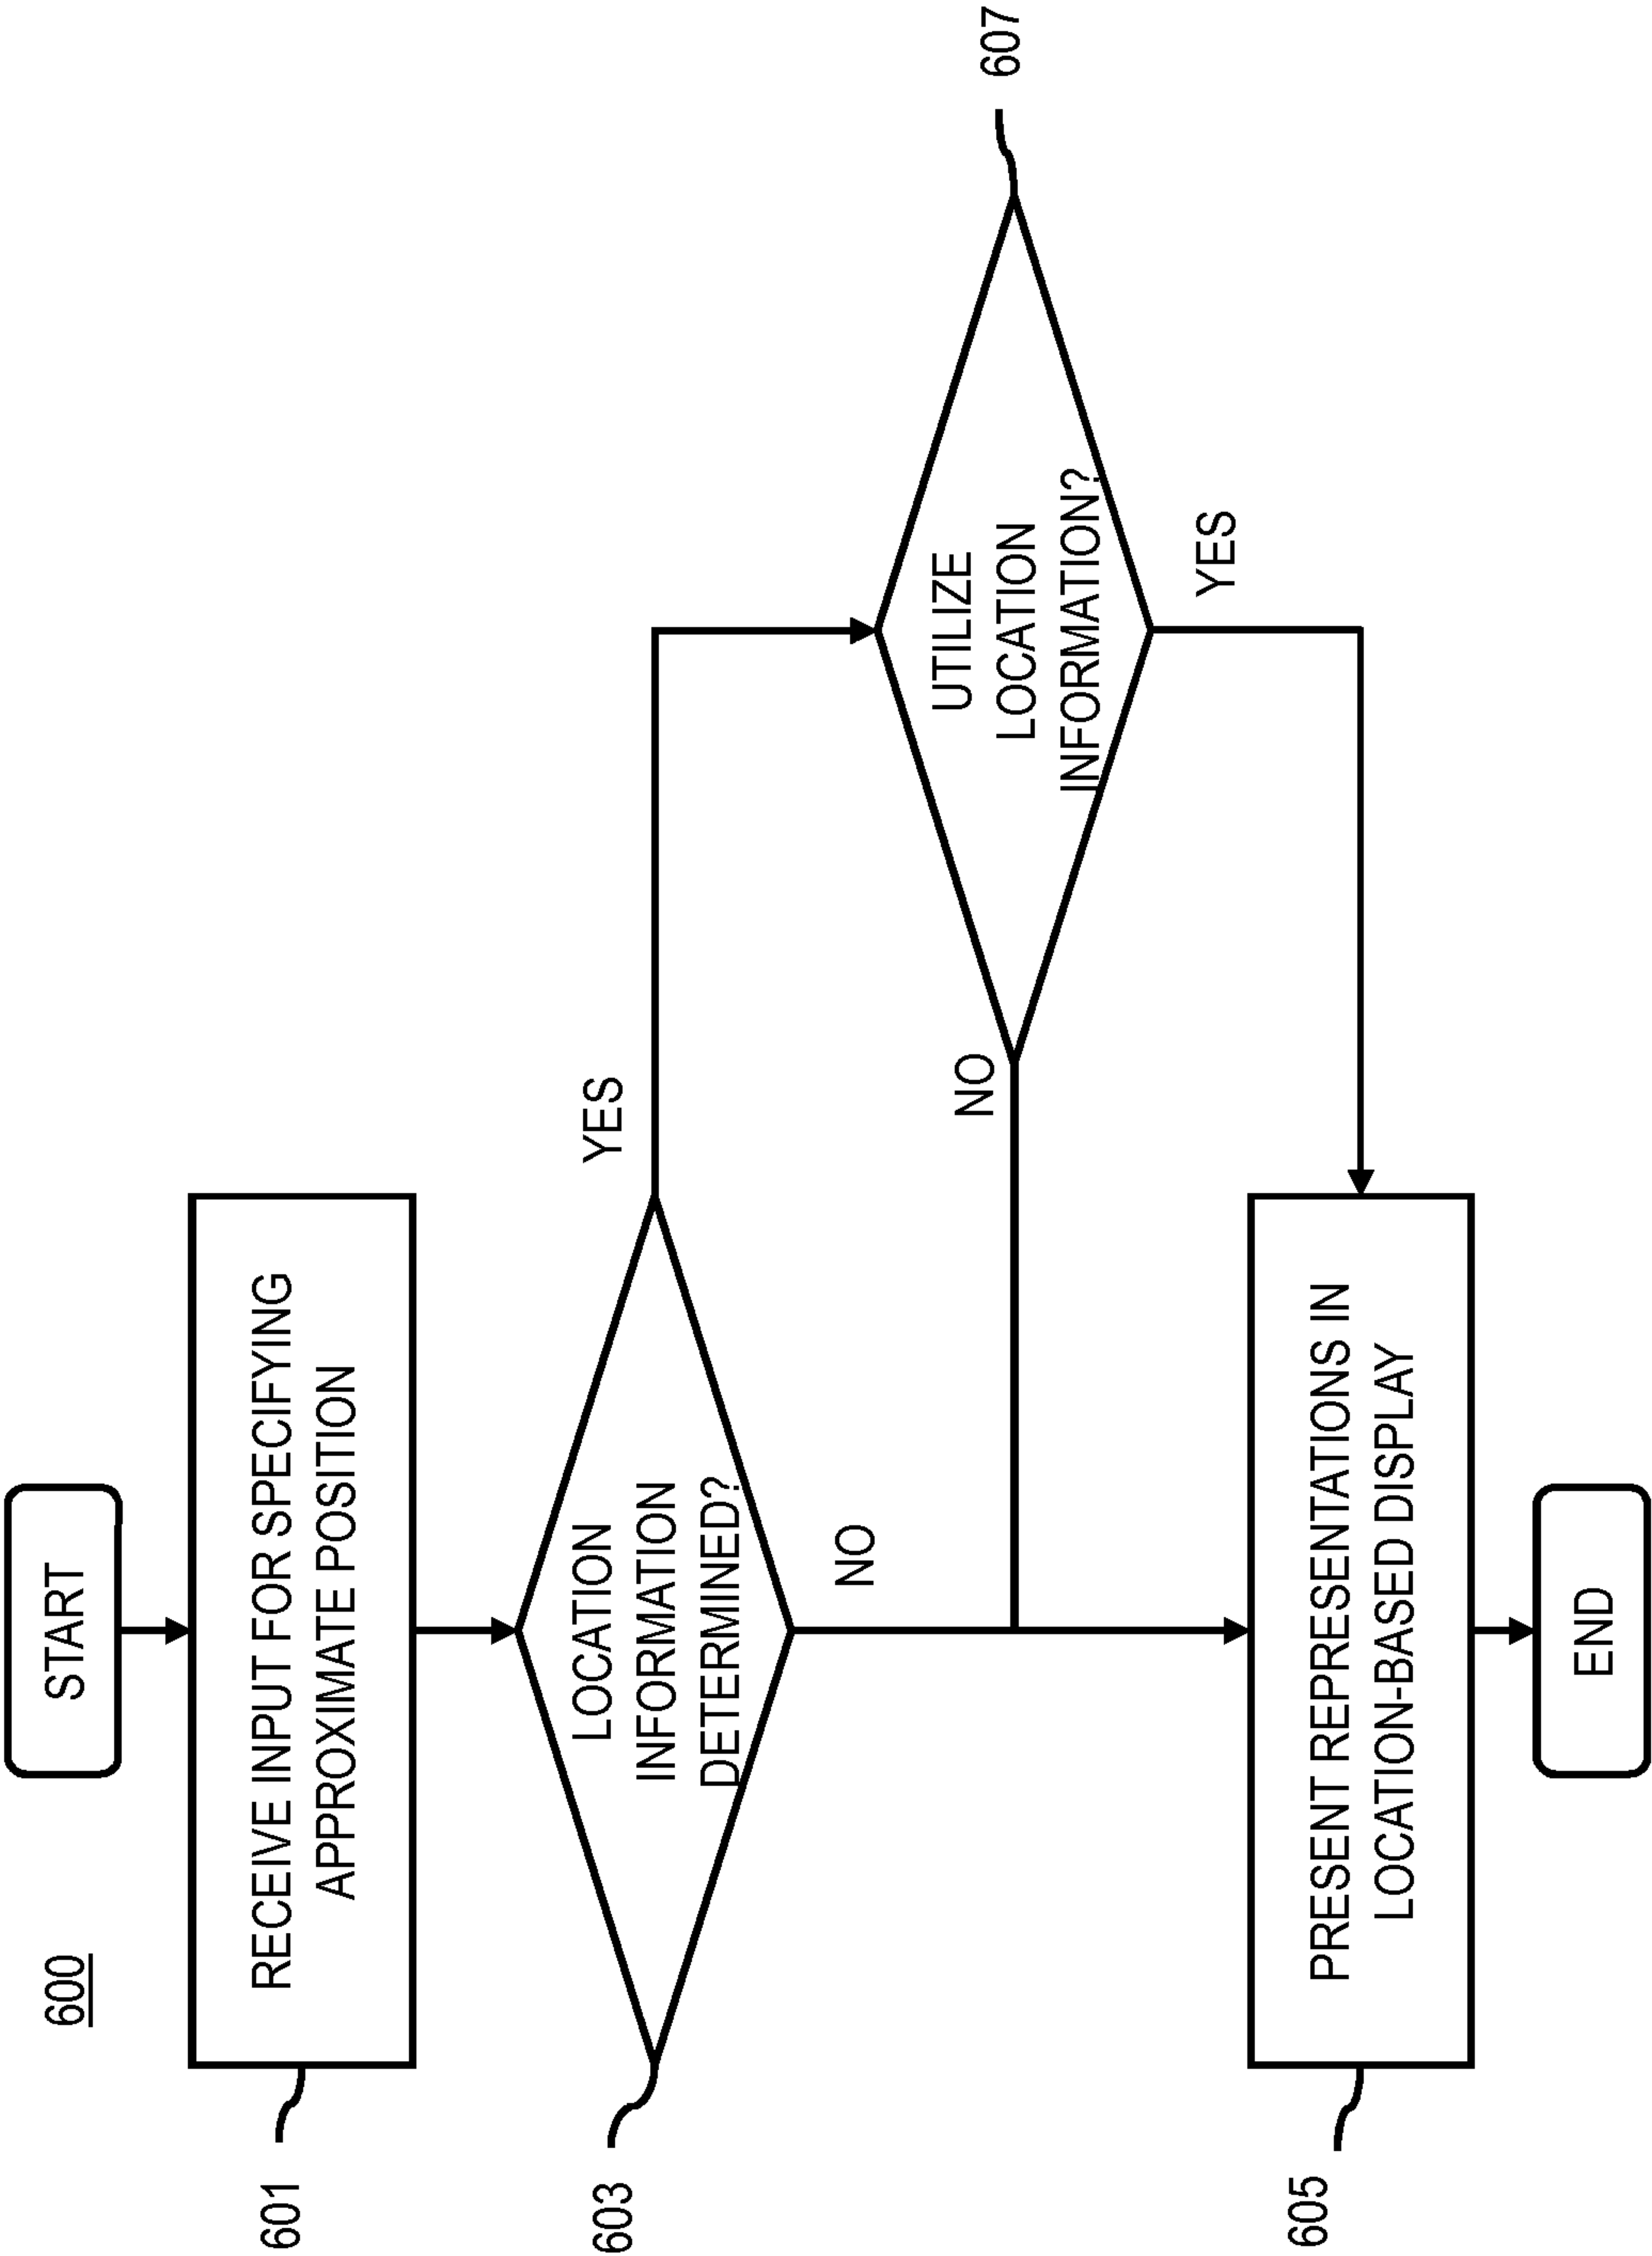 600
START
601
RECEIVE INPUT FOR SPECIFYING
APPROXIMATE POSITION
603
LOCATION
INFORMATION
DETERMINED?
YES
NO
607
UTILIZE
LOCATION
INFORMATION?
NO
YES
605
PRESENT REPRESENTATIONS IN
LOCATION-BASED DISPLAY
END